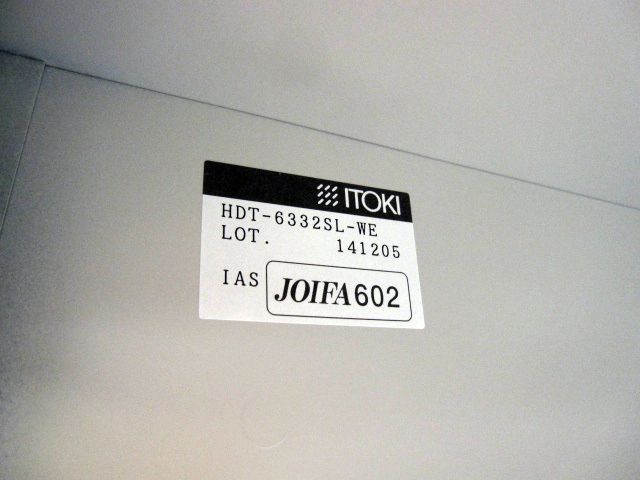 ITOKI
HDT-6332SL-WE
LOT. 141205
IAS JOIFA602